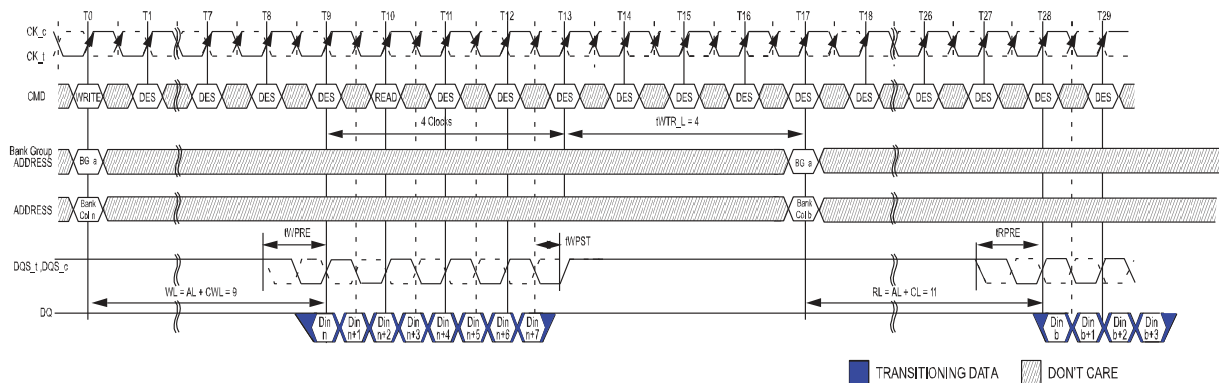 T0 T1 T7 T8 T9 T10 T11 T12 T13 T14 T15 T16 T17 T18 T26 T27 T28 T29
CK_c
CK_t
CMD WRITE DES DES DES DES READ DES DES DES DES DES DES DES DES DES DES DES DES
4 Clocks tWTR_L = 4
Bank Group
ADDRESS BG a BG a
ADDRESS Bank Col n Bank Col b
tWPRE tWPST tRPRE
DQS_t ,DQS_c
WL = AL + CWL = 9 RL = AL + CL = 11
DQ Din n Din n+1 Din n+2 Din n+3 Din n+4 Din n+5 Din n+6 Din n+7 Din b Din b+1 Din b+2 Din b+3
TRANSITIONING DATA DON'T CARE